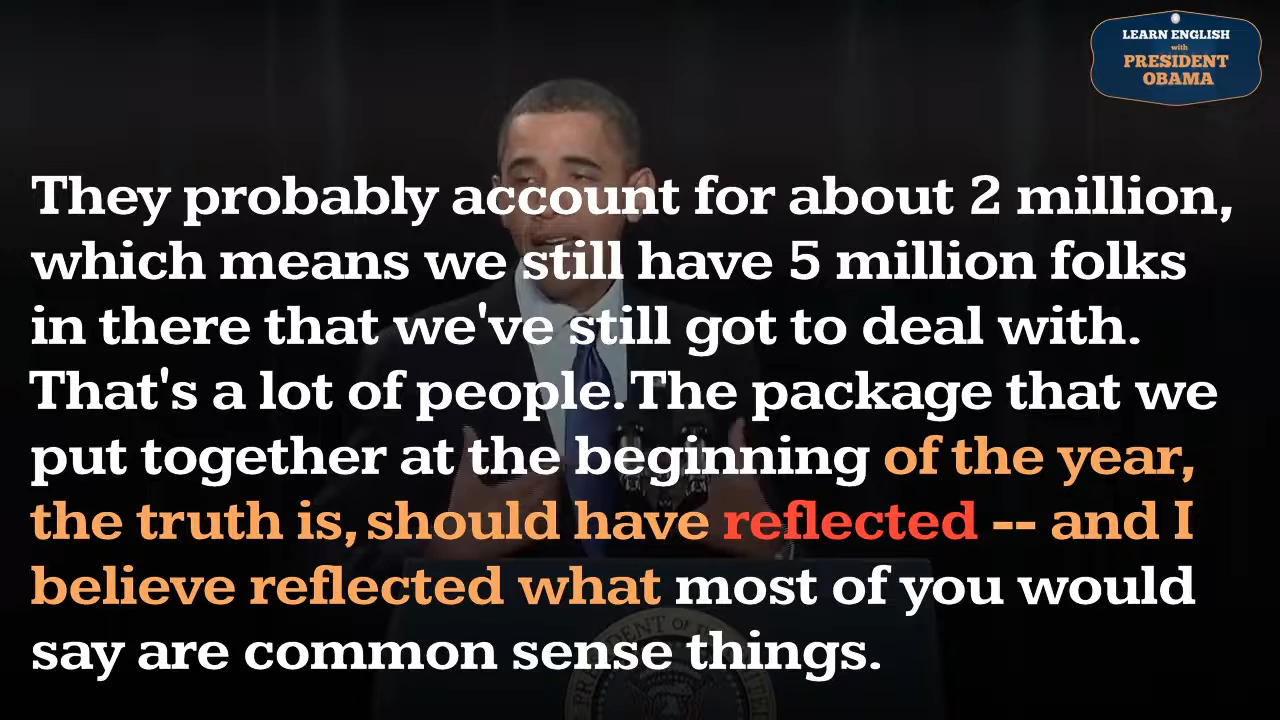 LEARN ENGLISH
with
PRESIDENT
OBAMA
They probably account for about 2 million,
which means we still have 5 million folks
in there that we've still got to deal with.
That's a lot of people.The package that we
put together at the beginning of the year,
the truth is, should have reflected -- and I
believe reflected what most of you would
say are common sense things.